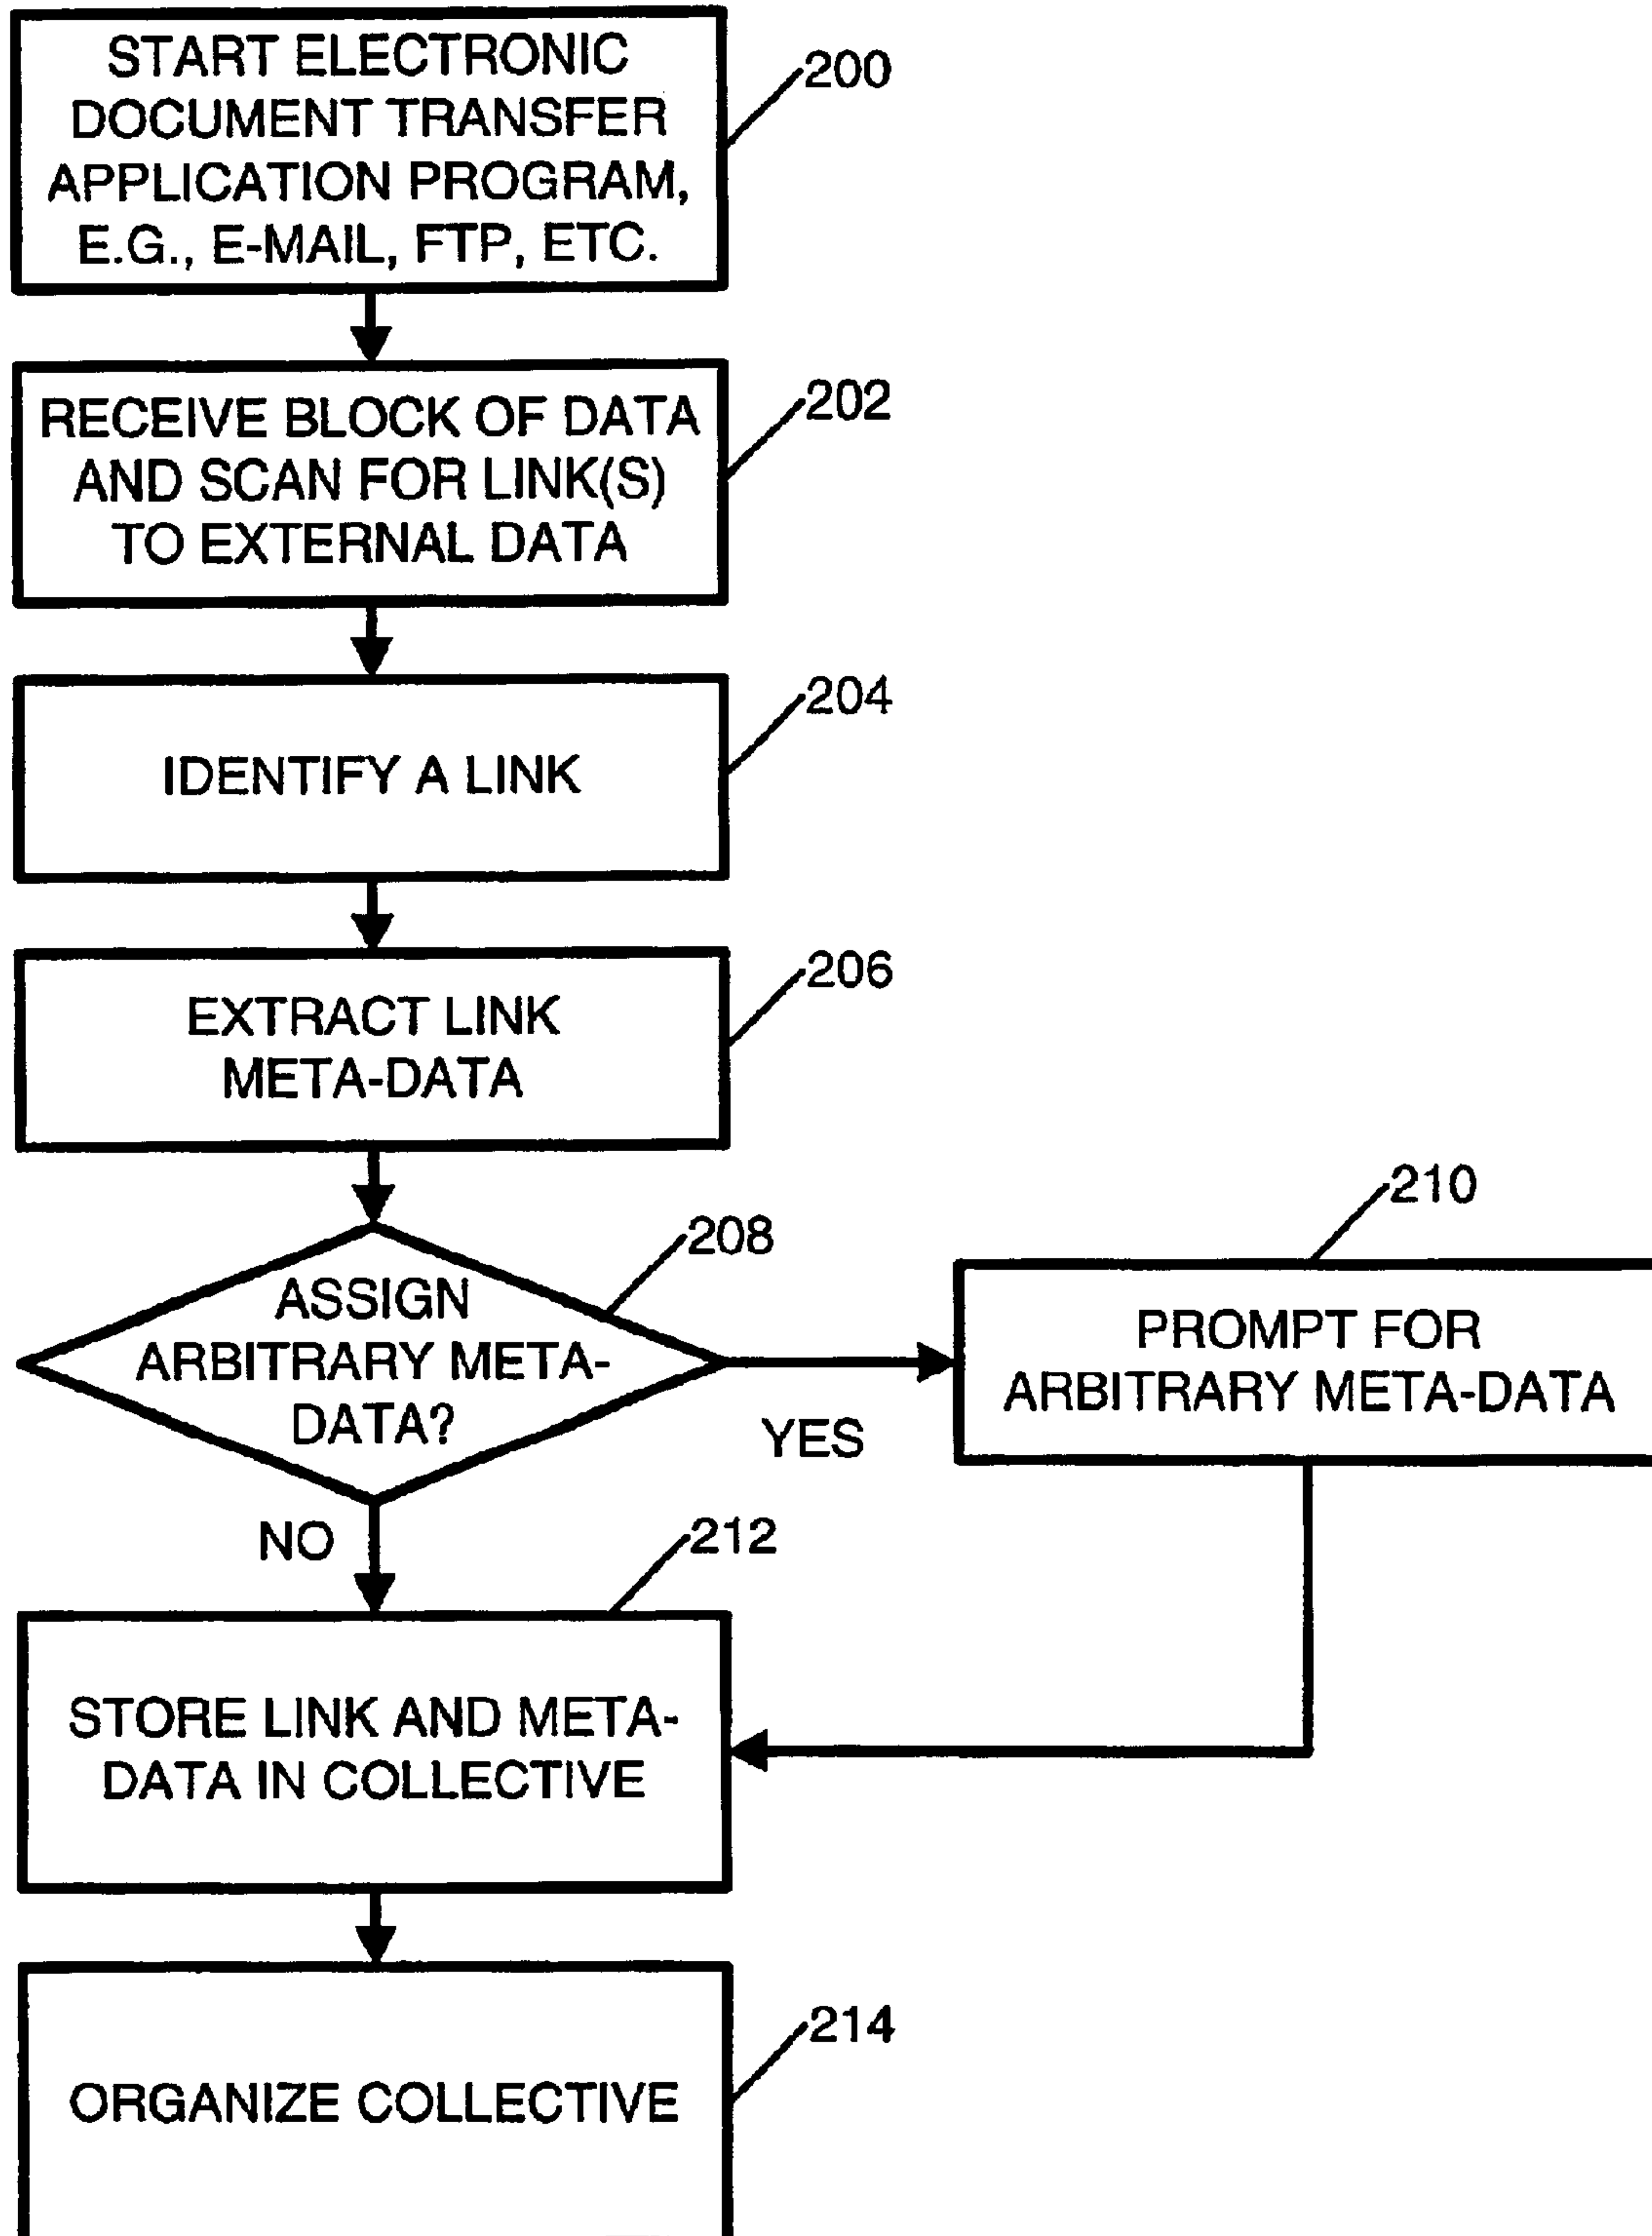 START ELECTRONIC
DOCUMENT TRANSFER
APPLICATION PROGRAM,
E.G., E-MAIL, FTP, ETC.
200
RECEIVE BLOCK OF DATA
AND SCAN FOR LINK(S)
TO EXTERNAL DATA
202
IDENTIFY A LINK
204
EXTRACT LINK
META-DATA
206
ASSIGN
ARBITRARY META-
DATA?
208
YES
NO
PROMPT FOR
ARBITRARY META-DATA
210
STORE LINK AND META-
DATA IN COLLECTIVE
212
ORGANIZE COLLECTIVE
214